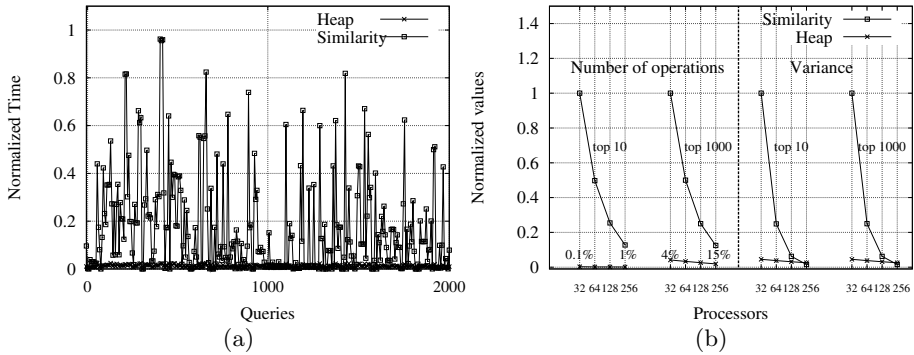 Heap
Similarity
1
0.8
0.6
0.4
0.2
0
Normalized Time
0 1000 2000
Queries
(a)
Similarity
Heap
1.4
1.2
1
0.8
0.6
0.4
0.2
0
Normalized values
Number of operations Variance
top 10 top 1000 top 10 top 1000
0.1% 1% 4% 15%
32 64 128 256 32 64 128 256 32 64 128 256 32 64 128 256
Processors
(b)